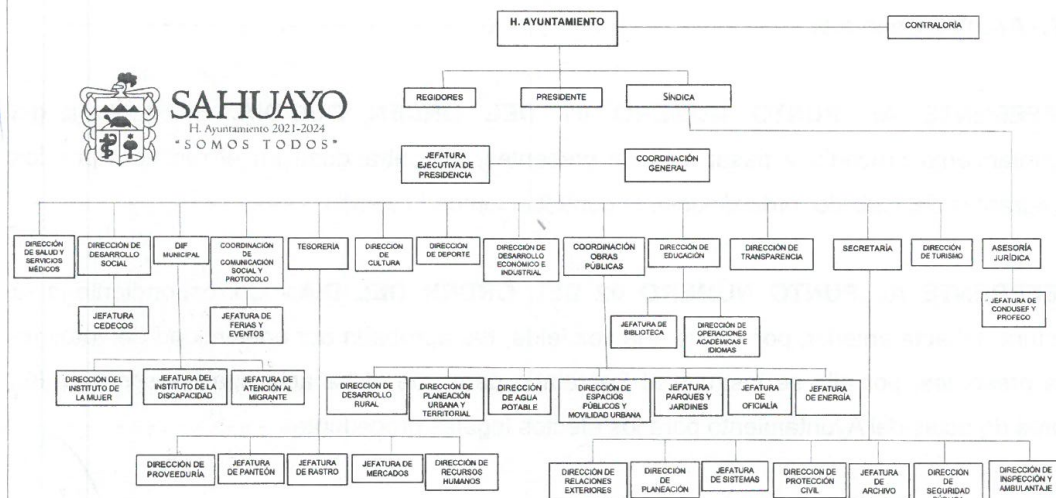 H. AYUNTAMIENTO
CONTRALORÍA
REGIDORES
PRESIDENTE
SÍNDICA
SAHUAYO
H. Ayuntamiento 2021-2024
"SOMOS TODOS"
JEFATURA
EJECUTIVA DE
PRESIDENCIA
COORDINACIÓN
GENERAL
DIRECCIÓN
DE SALUD Y
SERVICIOS
MÉDICOS
DIRECCIÓN DE
DESARROLLO
SOCIAL
DIF
MUNICIPAL
COORDINACIÓN
DE
COMUNICACIÓN
SOCIAL Y
PROTOCOLO
TESORERIA
DIRECCIÓN
DE
CULTURA
DIRECCIÓN
DE DEPORTE
DIRECCIÓN DE
DESARROLLO
ECONÓMICO E
INDUSTRIAL
COORDINACIÓN
OBRAS
PÚBLICAS
DIRECCIÓN DE
EDUCACIÓN
DIRECCIÓN DE
TRANSPARENCIA
SECRETARÍA
DIRECCIÓN
DE TURISMO
ASESORÍA
JURÍDICA
JEFATURA
CEDECOS
JEFATURA DE
FERIAS Y
EVENTOS
JEFATURA DE
BIBLIOTECA
DIRECCIÓN DE
OPERACIONES
ACADÉMICAS E
IDIOMAS
JEFATURA DE
CONDUSEF Y
PROFECO
DIRECCIÓN DEL
INSTITUTO DE
LA MUJER
JEFATURA DEL
INSTITUTO DE LA
DISCAPACIDAD
JEFATURA DE
ATENCIÓN AL
MIGRANTE
DIRECCIÓN DE
DESARROLLO
RURAL
DIRECCIÓN DE
PLANEACIÓN
URBANA Y
TERRITORIAL
DIRECCIÓN
DE AGUA
POTABLE
DIRECCIÓN DE
ESPACIOS
PÚBLICOS Y
MOVILIDAD URBANA
JEFATURA
PARQUES Y
JARDINES
JEFATURA
DE
OFICIALÍA
JEFATURA
DE ENERGÍA
DIRECCIÓN DE
PROVEEDURÍA
JEFATURA
DE PANTEÓN
JEFATURA
DE RASTRO
JEFATURA DE
MERCADOS
DIRECCIÓN DE
RECURSOS
HUMANOS
DIRECCIÓN DE
RELACIONES
EXTERIORES
DIRECCIÓN
DE
PLANEACIÓN
JEFATURA
DE SISTEMAS
DIRECCION DE
PROTECCIÓN
CIVIL
JEFATURA
DE
ARCHIVO
DIRECCIÓN
DE
SEGURIDAD
DIRECCIÓN DE
INSPECCIÓN Y
AMBULANTAJE